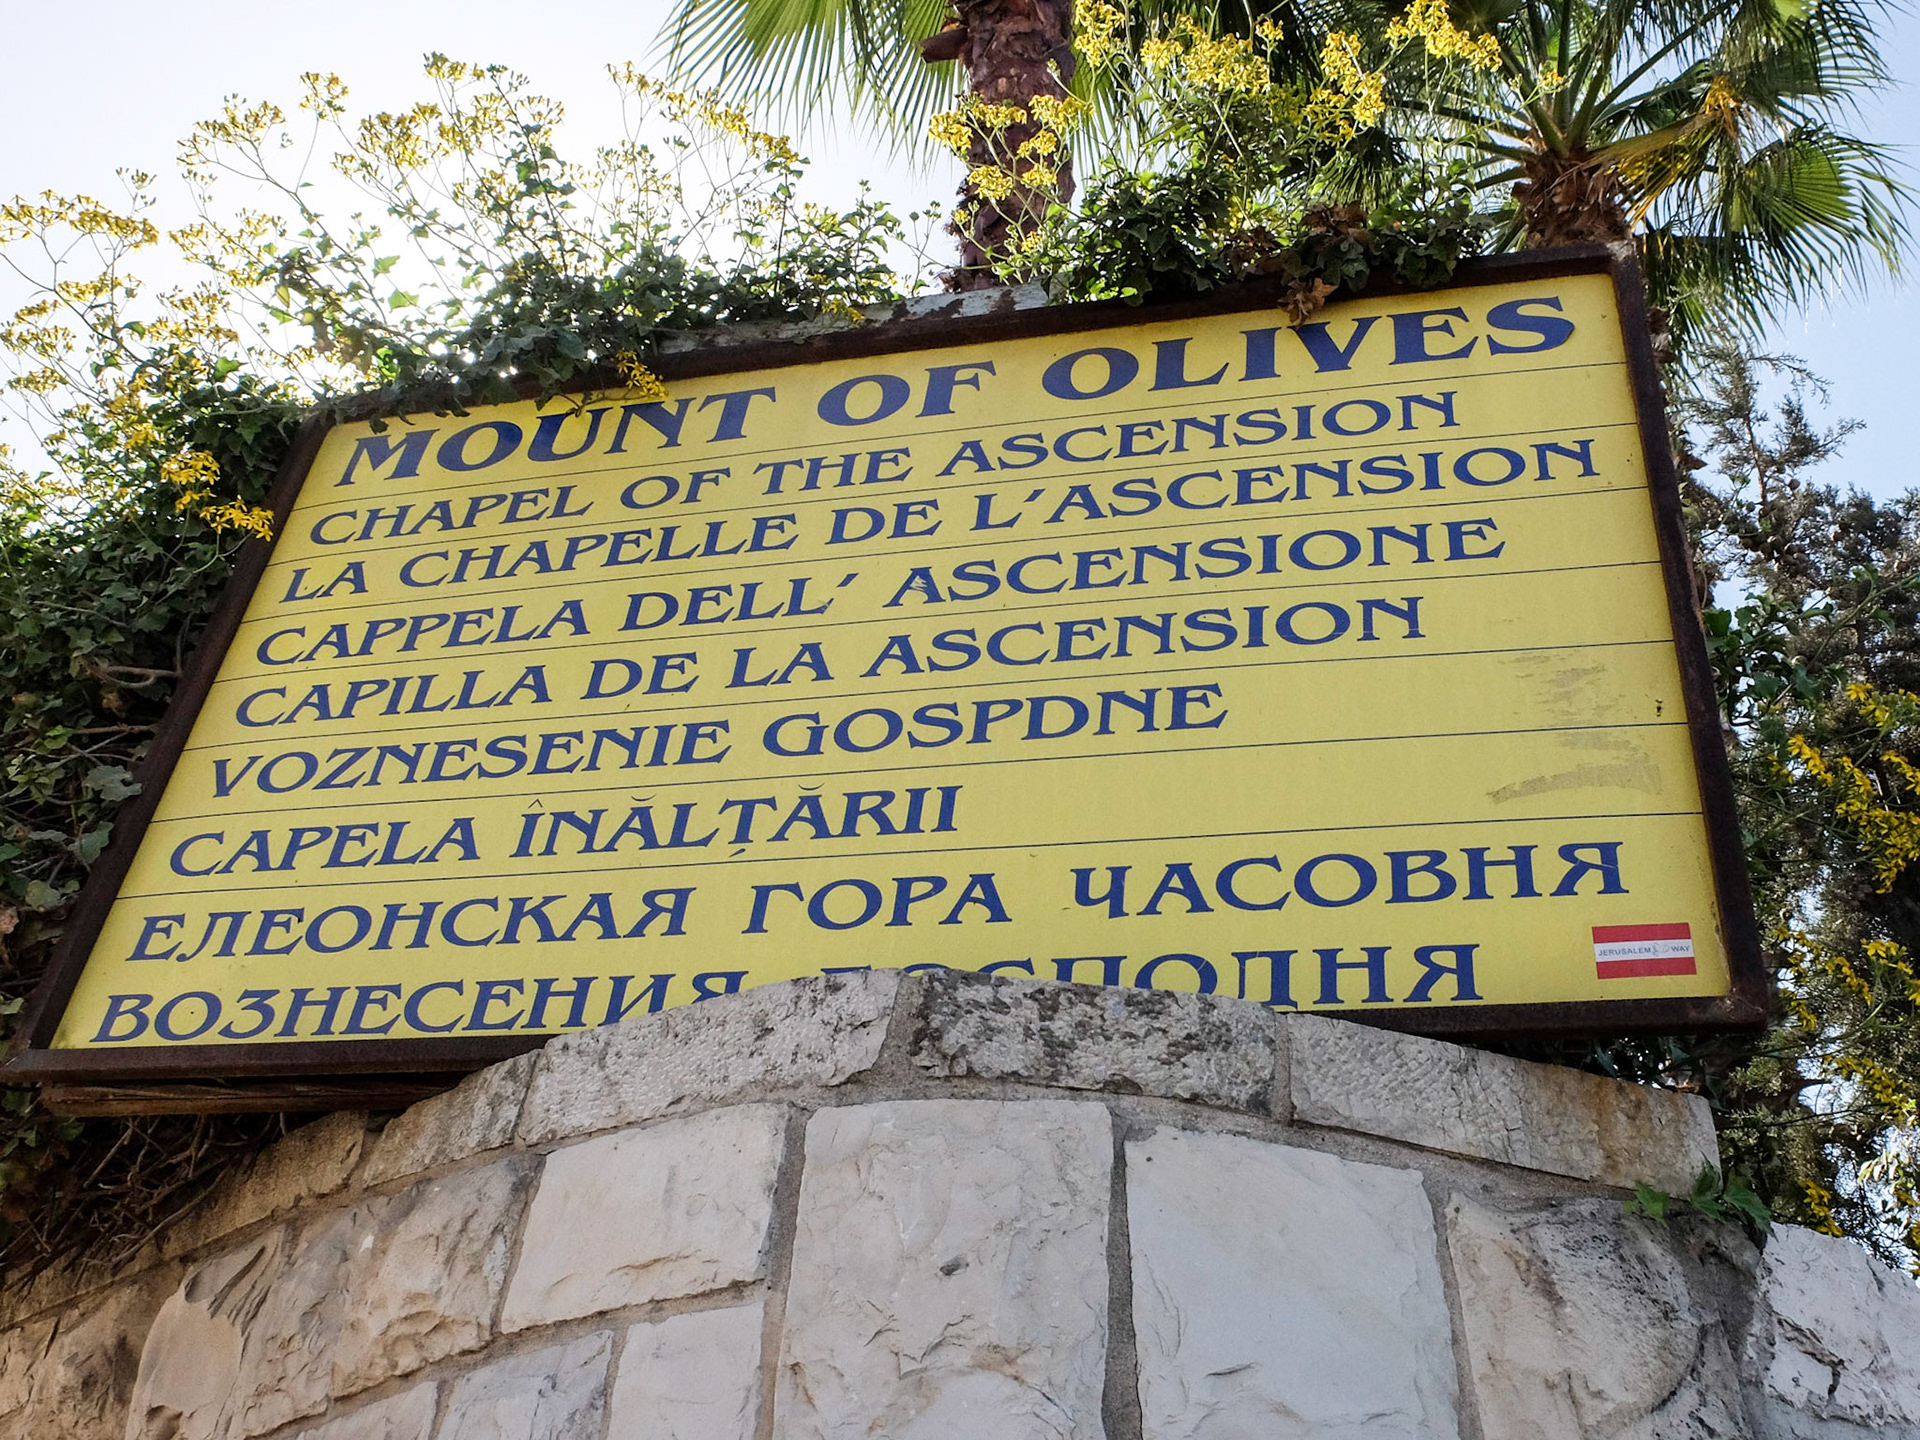 MOUNT OF OLIVES
CHAPEL OF THE ASCENSION
LA CHAPELLE DE L'ASCENSION
CAPPELA DELL' ASCENSIONE
CAPILLA DE LA ASCENSION
VOZNESENIE GOSPDNE
CAPELA ÎNĂLȚĂRII
ЕЛЕОНСКАЯ ГОРА ЧАСОВНЯ
ВОЗНЕСЕНИЯ ГОСПОДНЯ
JERUSALEM WAY